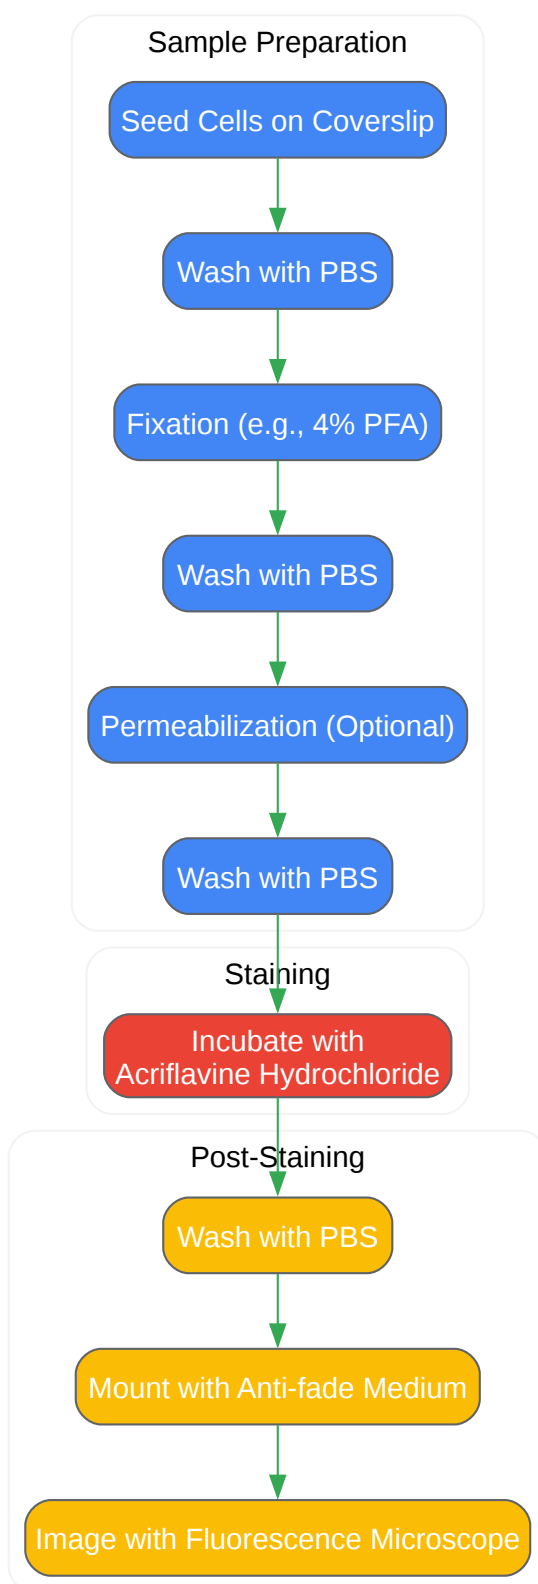 Sample Preparation
Seed Cells on Coverslip
Wash with PBS
Fixation (e.g., 4% PFA)
Wash with PBS
Permeabilization (Optional)
Wash with PBS
Staining
Incubate with
Acriflavine Hydrochloride
Post-Staining
Wash with PBS
Mount with Anti-fade Medium
Image with Fluorescence Microscope